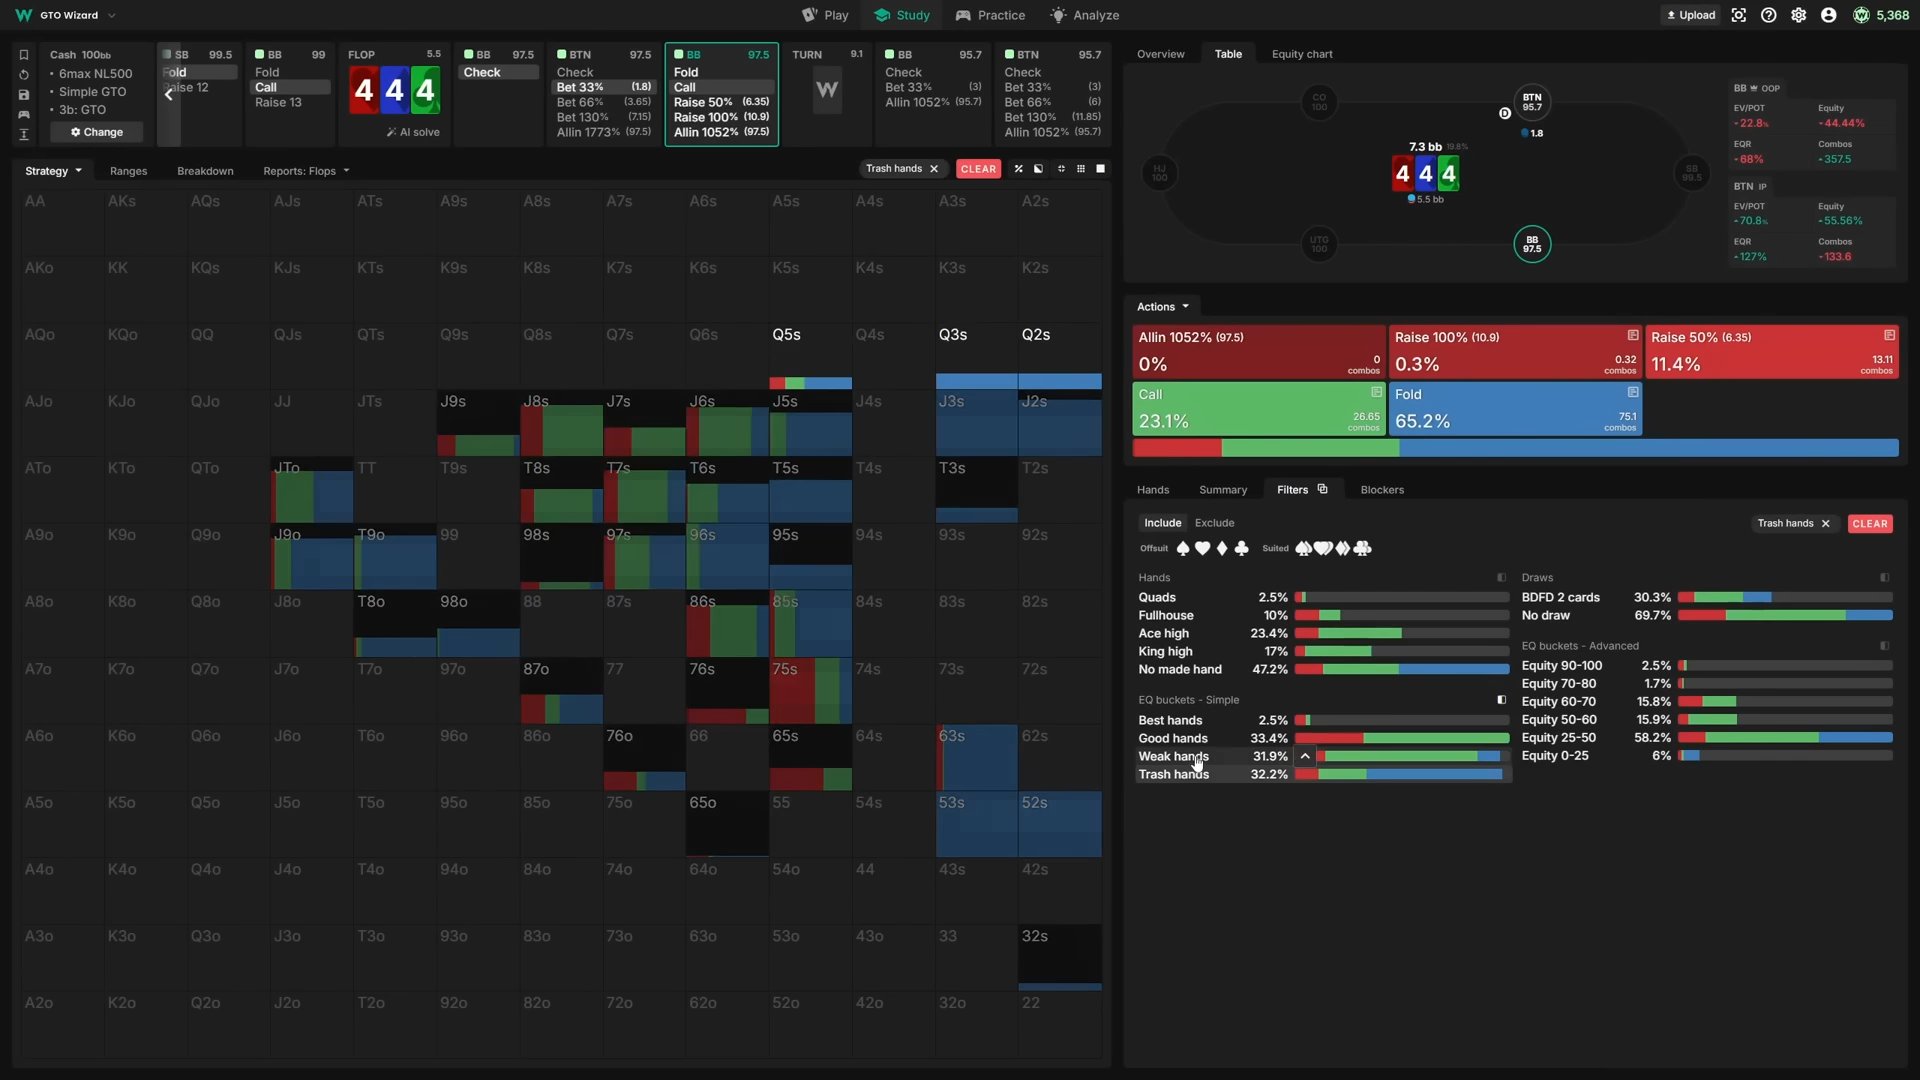 GTO Wizard
Play Study Practice Analyze
Upload 5,368
Cash 100bb
• 6max NL500
• Simple GTO
• 3b: GTO
Change
SB 99.5
Fold
Raise 12
BB 99
Fold
Call
Raise 13
FLOP 5.5
4 4 4
AI solve
BB 97.5
Check
BTN 97.5
Check
Bet 33% (1.8)
Bet 66% (3.65)
Bet 130% (7.15)
Allin 1773% (97.5)
BB 97.5
Fold
Call
Raise 50% (6.35)
Raise 100% (10.9)
Allin 1052% (97.5)
TURN 9.1
W
BB 95.7
Check
Bet 33% (3)
Allin 1052% (95.7)
BTN 95.7
Check
Bet 33% (3)
Bet 66% (6)
Bet 130% (11.85)
Allin 1052% (95.7)
Strategy Ranges Breakdown Reports: Flops
Trash hands CLEAR
AA AKs AQs AJs ATs A9s A8s A7s A6s A5s A4s A3s A2s
AKo KK KQs KJs KTs K9s K8s K7s K6s K5s K4s K3s K2s
AQo KQo QQ QJs QTs Q9s Q8s Q7s Q6s Q5s Q4s Q3s Q2s
AJo KJo QJo JJ JTs J9s J8s J7s J6s J5s J4s J3s J2s
ATo KTo QTo JTo TT T9s T8s T7s T6s T5s T4s T3s T2s
A9o K9o Q9o J9o T9o 99 98s 97s 96s 95s 94s 93s 92s
A8o K8o Q8o J8o T8o 98o 88 87s 86s 85s 84s 83s 82s
A7o K7o Q7o J7o T7o 97o 87o 77 76s 75s 74s 73s 72s
A6o K6o Q6o J6o T6o 96o 86o 76o 66 65s 64s 63s 62s
A5o K5o Q5o J5o T5o 95o 85o 75o 65o 55 54s 53s 52s
A4o K4o Q4o J4o T4o 94o 84o 74o 64o 54o 44 43s 42s
A3o K3o Q3o J3o T3o 93o 83o 73o 63o 53o 43o 33 32s
A2o K2o Q2o J2o T2o 92o 82o 72o 62o 52o 42o 32o 22
Overview Table Equity chart
CO
100
BTN
95.7
D
1.8
7.3 bb 19.8%
HJ
100
4 4 4
SB
99.5
5.5 bb
UTG
100
BB
97.5
BB OOP
EV/POT Equity
-22.8% -44.44%
EQR Combos
-68% -357.5
BTN IP
EV/POT Equity
-70.8% -55.56%
EQR Combos
-127% -133.6
Actions
Allin 1052% (97.5)
0% 0 combos
Raise 100% (10.9)
0.3% 0.32 combos
Raise 50% (6.35)
11.4% 13.11 combos
Call
23.1% 26.65 combos
Fold
65.2% 75.1 combos
Hands Summary Filters Blockers
Include Exclude
Trash hands CLEAR
Offsuit Suited
Hands
Quads 2.5%
Fullhouse 10%
Ace high 23.4%
King high 17%
No made hand 47.2%
EQ buckets - Simple
Best hands 2.5%
Good hands 33.4%
Weak hands 31.9%
Trash hands 32.2%
Draws
BDFD 2 cards 30.3%
No draw 69.7%
EQ buckets - Advanced
Equity 90-100 2.5%
Equity 70-80 1.7%
Equity 60-70 15.8%
Equity 50-60 15.9%
Equity 25-50 58.2%
Equity 0-25 6%